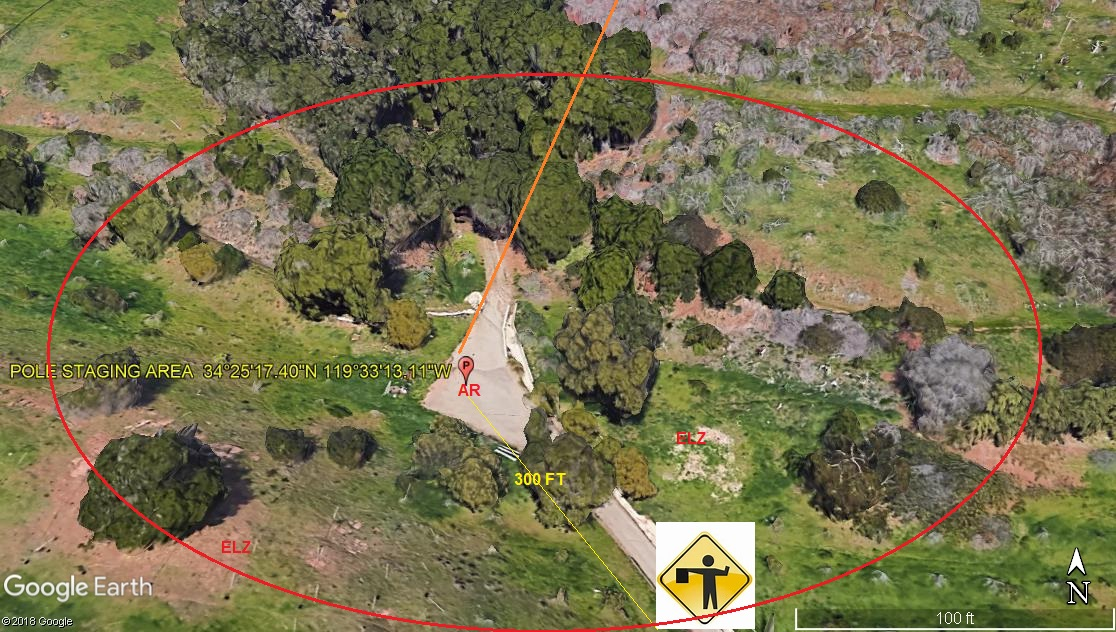 POLE STAGING AREA 34°25'17.40"N 119°33'13.11"W
P
AR
ELZ
300 FT
ELZ
Google Earth
©2018 Google
N
100 ft